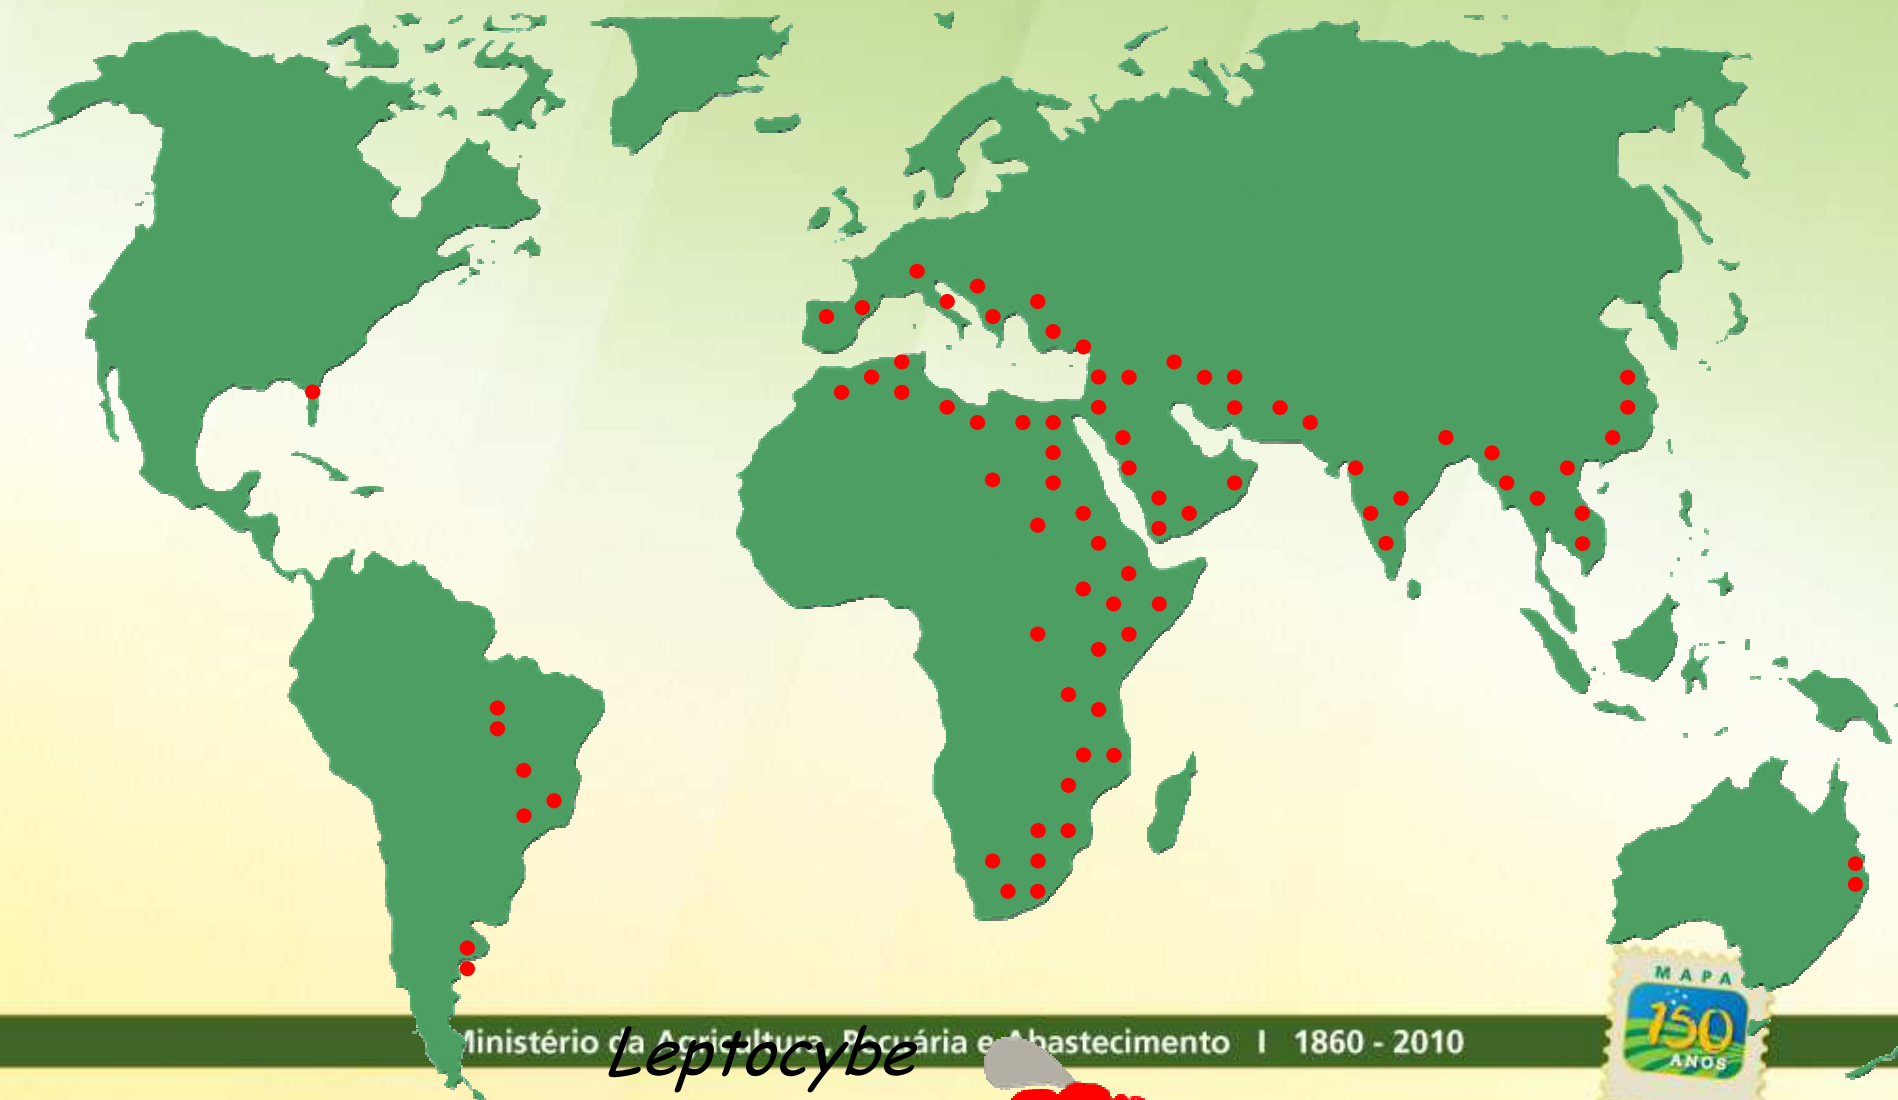 MAPA
150
ANOS
Ministério da Agricultura, Pecuária e Abastecimento I 1860 - 2010
Leptocybe